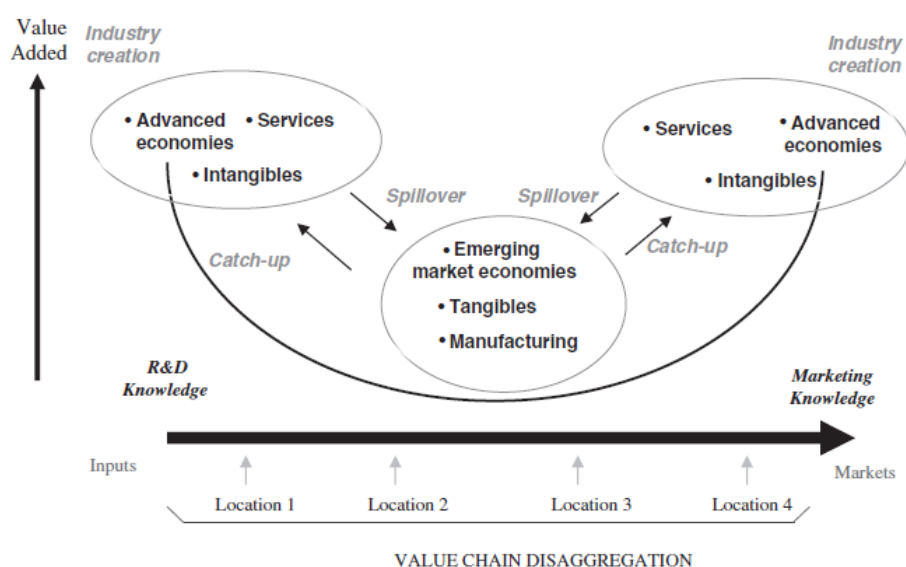 Value
Added
Industry
creation
Industry
creation
• Advanced
economies
• Services
• Intangibles
• Services
• Advanced
economies
• Intangibles
Spillover
Spillover
Catch-up
Catch-up
• Emerging
market economies
• Tangibles
• Manufacturing
R&D
Knowledge
Marketing
Knowledge
Inputs
Markets
Location 1
Location 2
Location 3
Location 4
VALUE CHAIN DISAGGREGATION